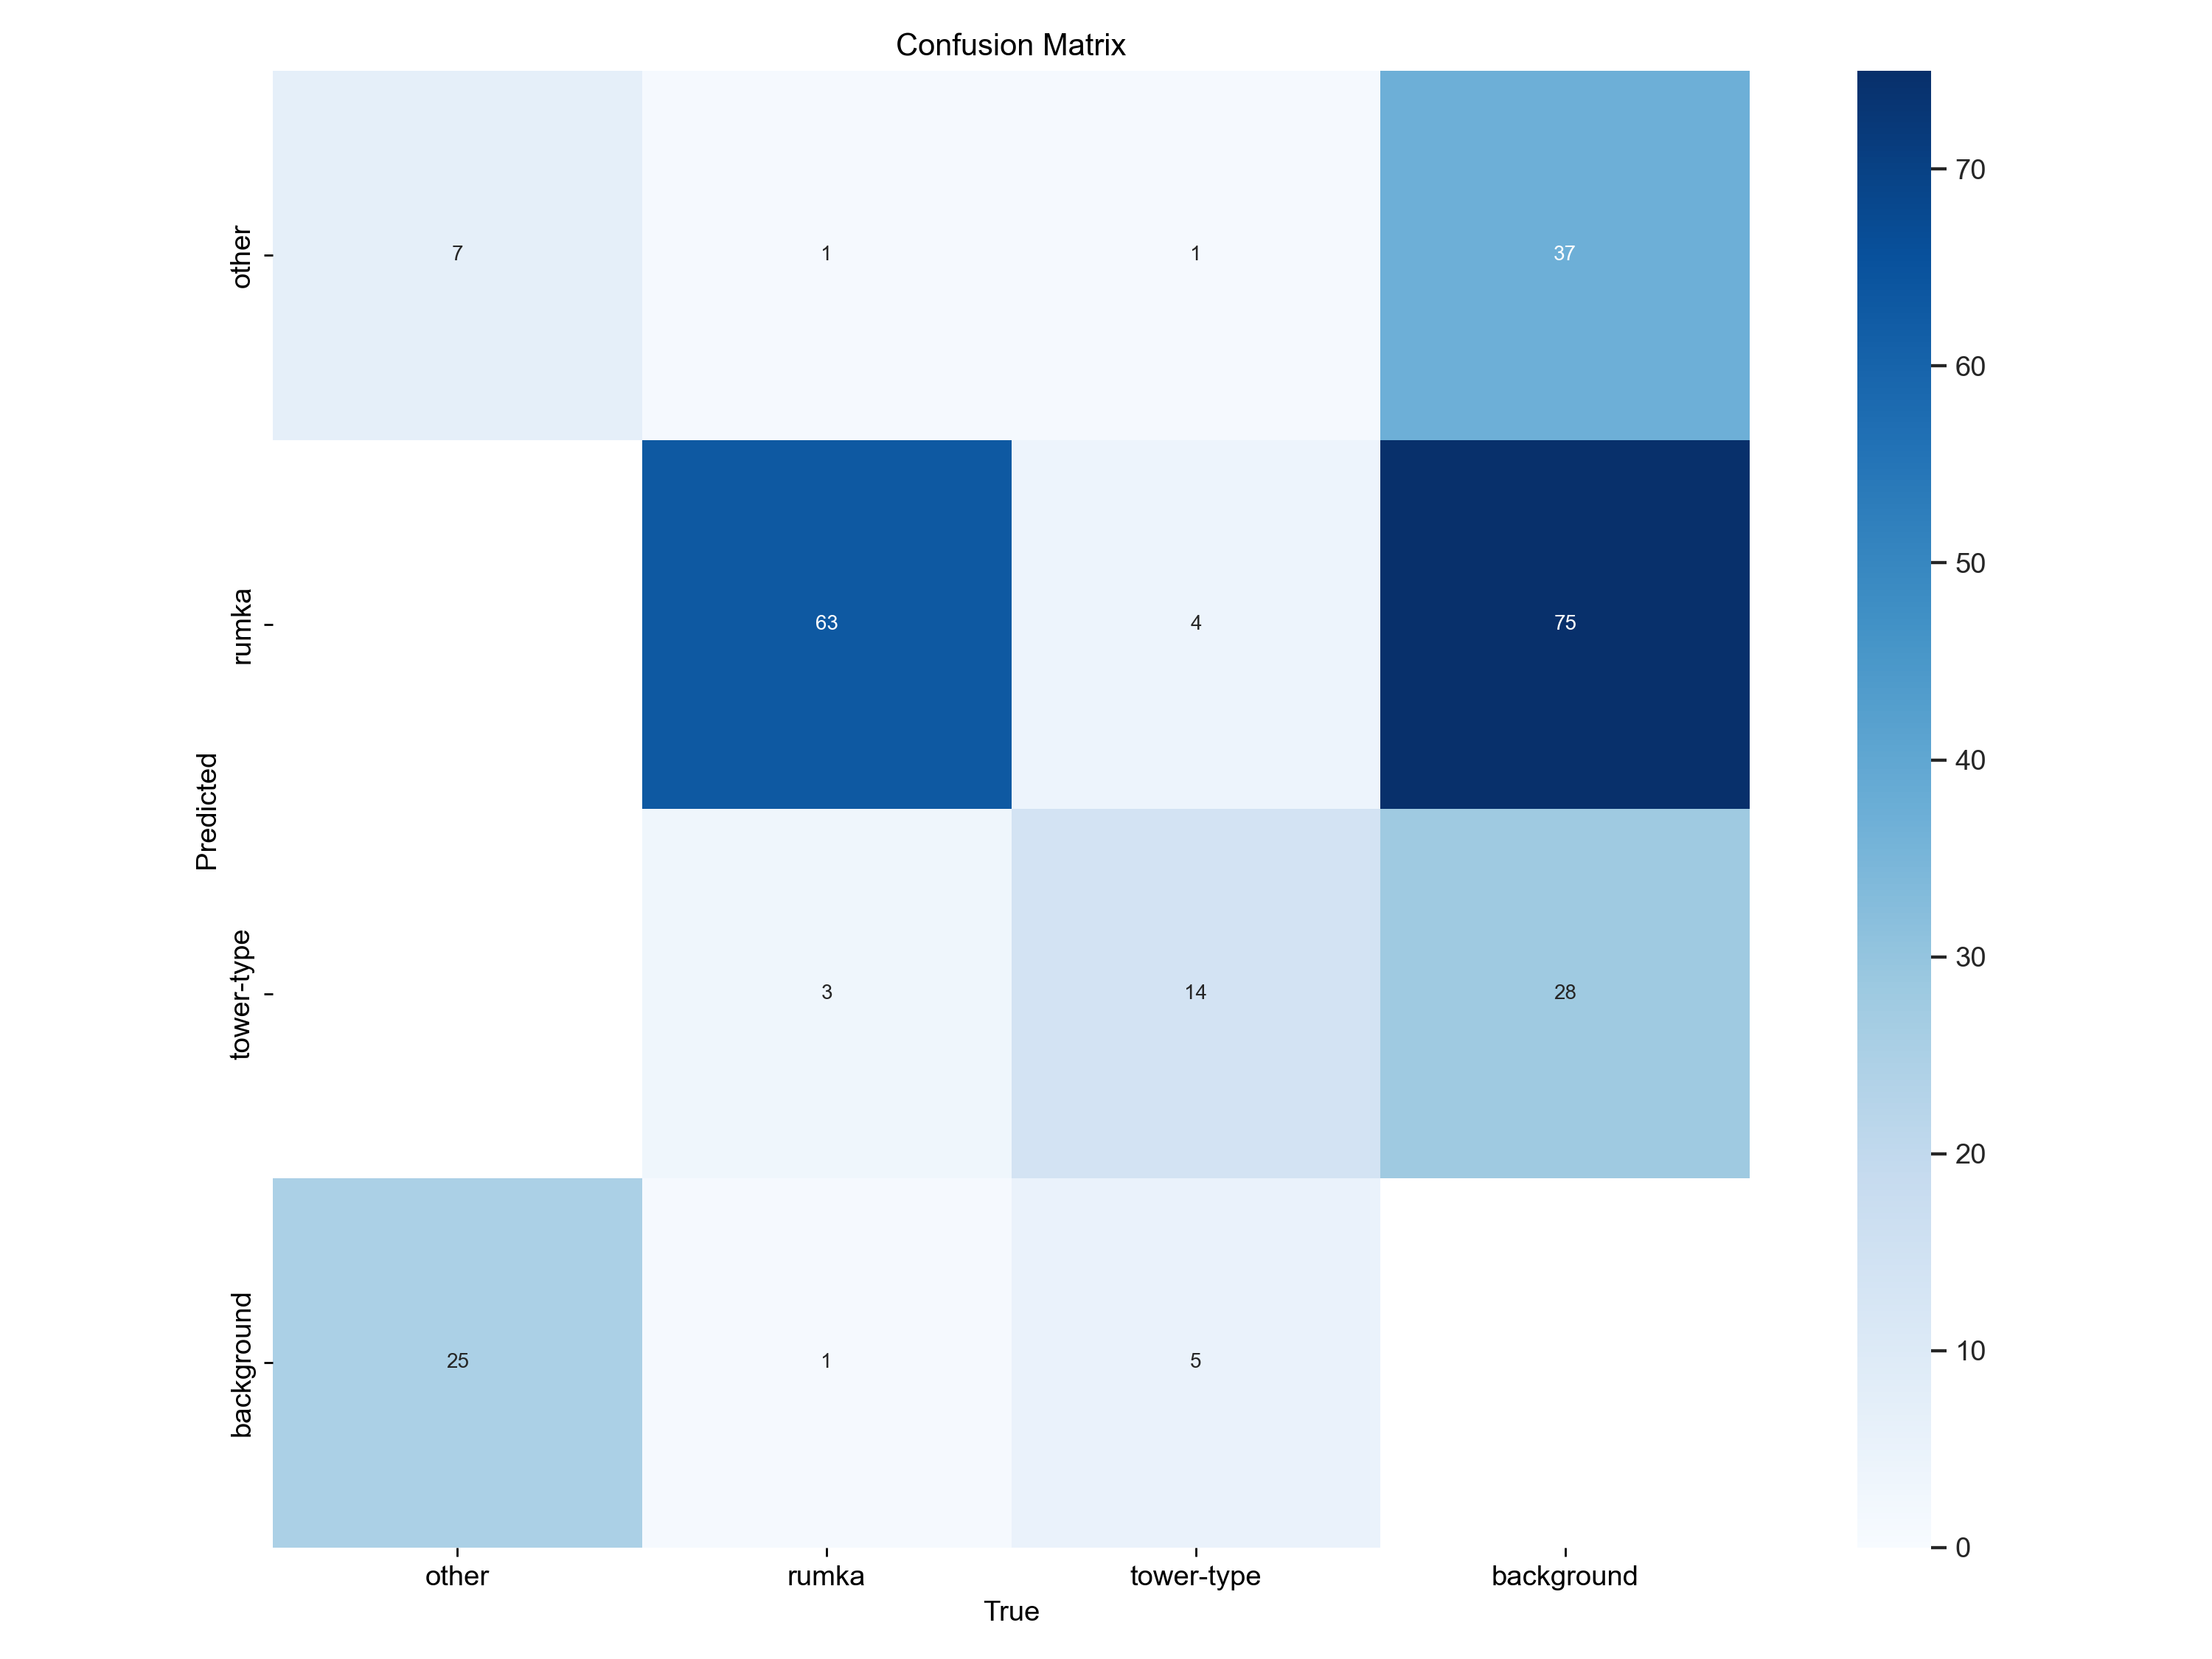 Confusion Matrix
other 7 1 1 37
rumka 63 4 75
tower-type 3 14 28
background 25 1 5
Predicted
other rumka tower-type background
True
70
60
50
40
30
20
10
0